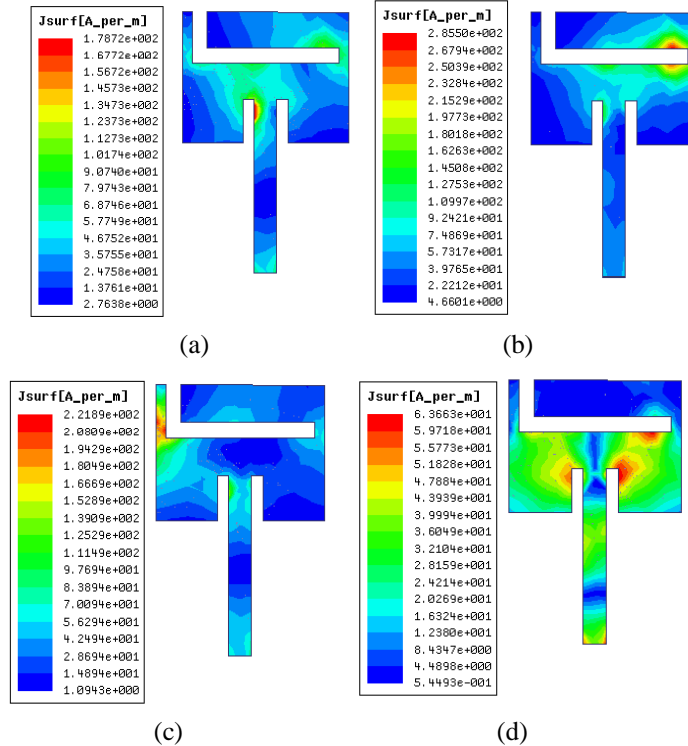 Jsurf[A_per_m]
1.7872e+002
1.6772e+002
1.5672e+002
1.4573e+002
1.3473e+002
1.2373e+002
1.1273e+002
1.0174e+002
9.0740e+001
7.9743e+001
6.8746e+001
5.7749e+001
4.6752e+001
3.5755e+001
2.4758e+001
1.3761e+001
2.7638e+000
(a)
Jsurf[A_per_m]
2.8550e+002
2.6794e+002
2.5039e+002
2.3284e+002
2.1529e+002
1.9773e+002
1.8018e+002
1.6263e+002
1.4508e+002
1.2753e+002
1.0997e+002
9.2421e+001
7.4869e+001
5.7317e+001
3.9765e+001
2.2212e+001
4.6601e+000
(b)
Jsurf[A_per_m]
2.2189e+002
2.0809e+002
1.9429e+002
1.8049e+002
1.6669e+002
1.5289e+002
1.3909e+002
1.2529e+002
1.1149e+002
9.7694e+001
8.3894e+001
7.0094e+001
5.6294e+001
4.2494e+001
2.8694e+001
1.4894e+001
1.0943e+000
(c)
Jsurf[A_per_m]
6.3663e+001
5.9718e+001
5.5773e+001
5.1828e+001
4.7884e+001
4.3939e+001
3.9994e+001
3.6049e+001
3.2104e+001
2.8159e+001
2.4214e+001
2.0269e+001
1.6324e+001
1.2380e+001
8.4347e+000
4.4898e+000
5.4493e-001
(d)